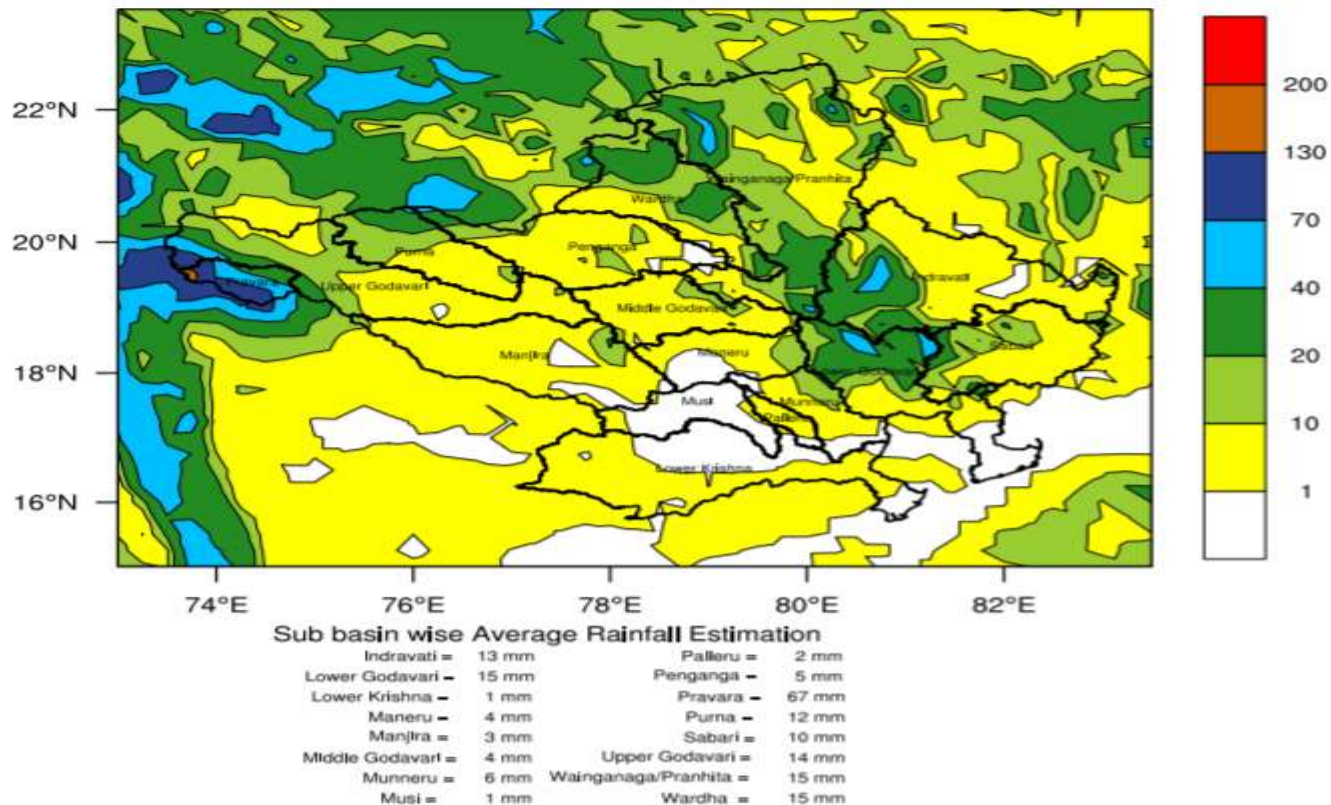 22°N
20°N
18°N
16°N
74°E 76°E 78°E 80°E 82°E
200
130
70
40
20
10
1
Wainganaga/Pranhita
Wardha
Purna
Penganga
Indravati
Pravara
Upper Godavari
Middle Godavari
Manjira
Maneru
Sabari
Lower Godavari
Musi
Munneru
Palleru
Lower Krishna
Sub basin wise Average Rainfall Estimation
Indravati = 13 mm Palleru = 2 mm
Lower Godavari = 15 mm Penganga = 5 mm
Lower Krishna = 1 mm Pravara = 67 mm
Maneru = 4 mm Purna = 12 mm
Manjira = 3 mm Sabari = 10 mm
Middle Godavari = 4 mm Upper Godavari = 14 mm
Munneru = 6 mm Wainganaga/Pranhita = 15 mm
Musi = 1 mm Wardha = 15 mm